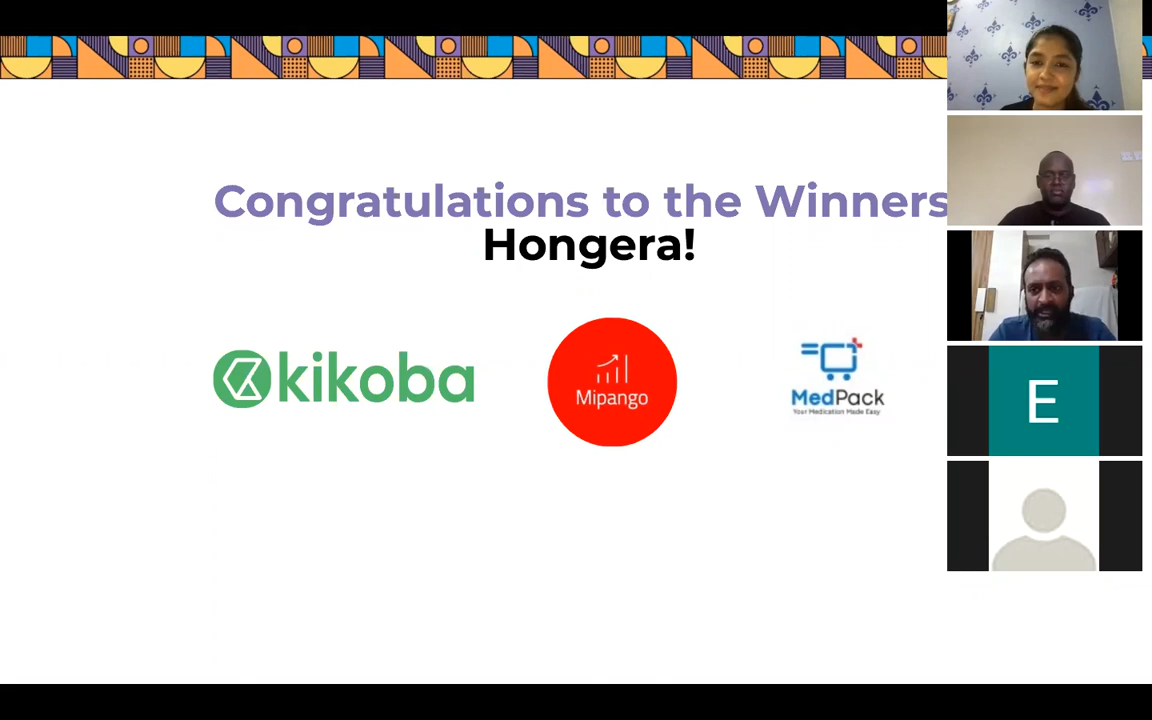 Congratulations to the Winners
Hongera!
kikoba
Mipango
MedPack
Your Medication Made Easy
E